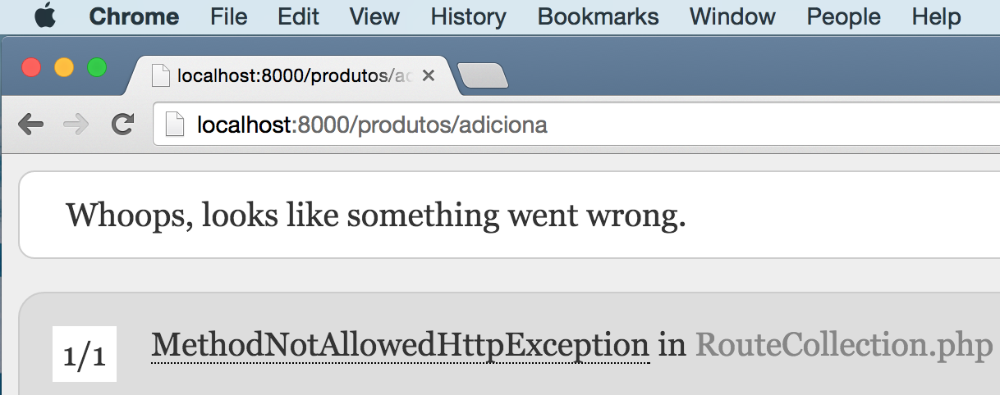 Chrome File Edit View History Bookmarks Window People Help
localhost:8000/produtos/ac
localhost:8000/produtos/adiciona
Whoops, looks like something went wrong.
1/1 MethodNotAllowedHttpException in RouteCollection.php